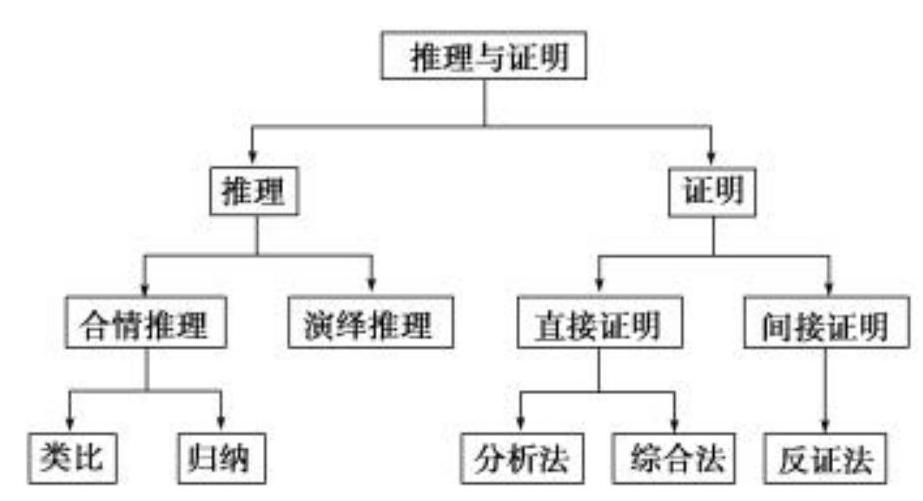 推理与证明
推理
证明
合情推理
演绎推理
直接证明
间接证明
类比
归纳
分析法
综合法
反证法